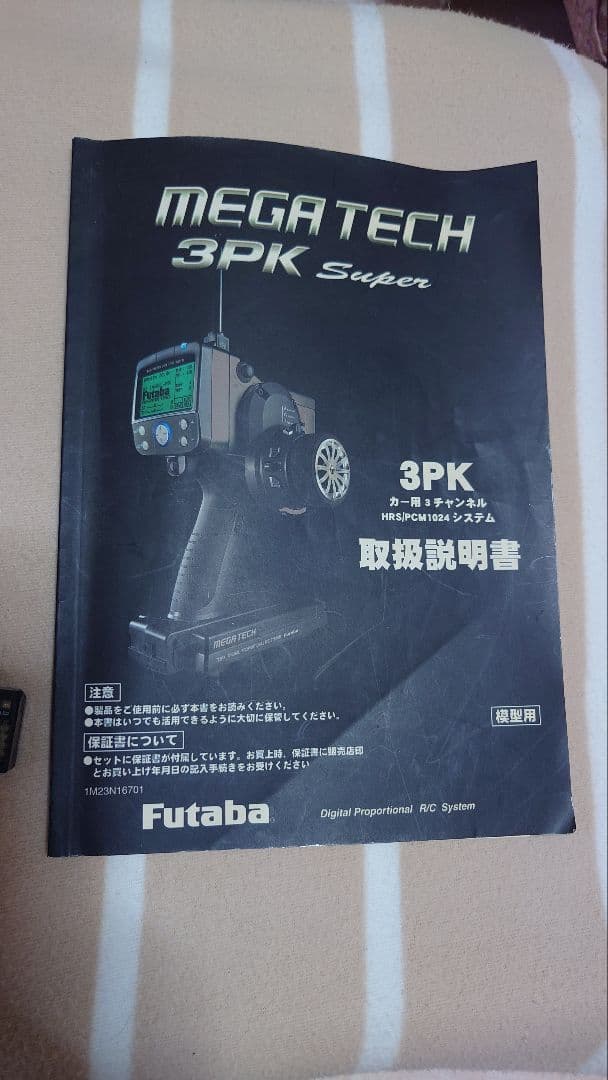 MEGA TECH
3PK Super
Futaba
MEGATECH
3PK
カー用 3 チャンネル
HRS/PCM1024 システム
取扱説明書
注意
●製品をご使用前に必ず本書をお読みください。
●本書はいつでも活用できるように大切に保管してください。
模型用
保証書について
●セットに保証書が付属しています。お買上時、保証書に販売店印
とお買い上げ年月日の記入手続きをお受けください
1M23N16701
Futaba
Digital Proportional R/C System